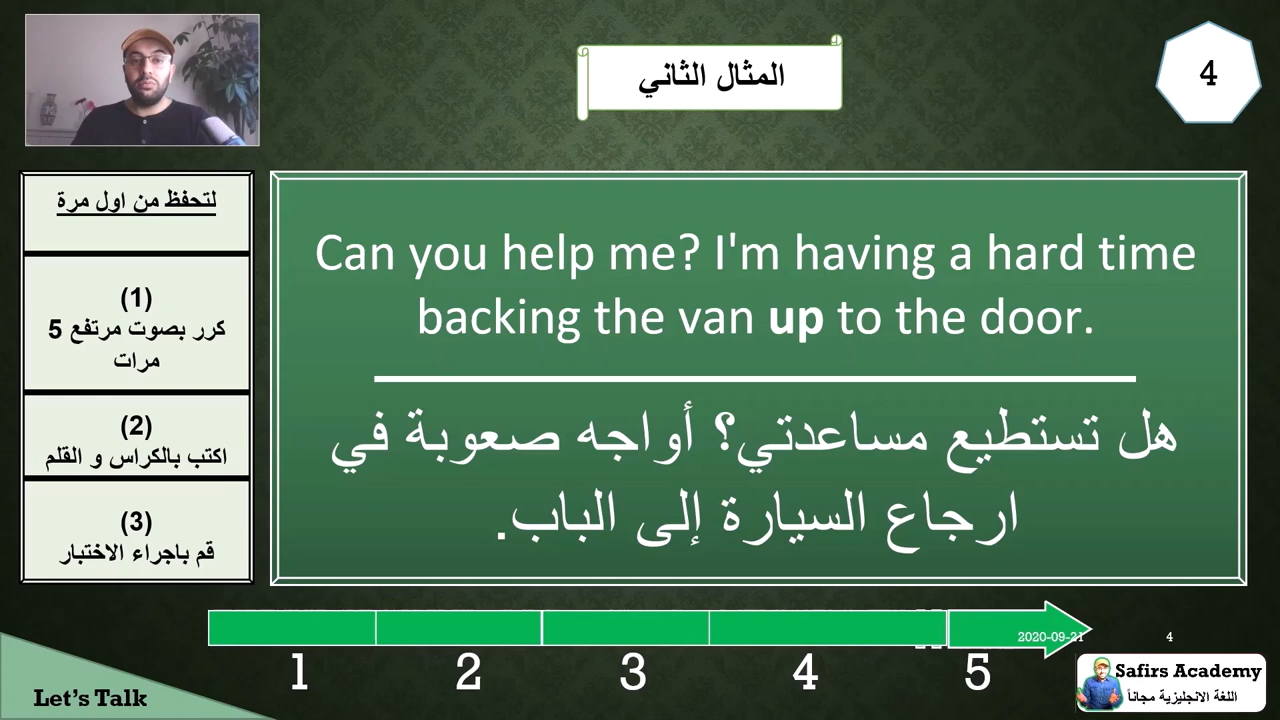 المثال الثاني
4
لتحفظ من اول مرة
(1)
كرر بصوت مرتفع 5
مرات
(2)
اكتب بالكراس و القلم
(3)
قم باجراء الاختبار
Can you help me? I'm having a hard time
backing the van up to the door.
هل تستطيع مساعدتي؟ أواجه صعوبة في
ارجاع السيارة إلى الباب.
2020-09-21
4
1 2 3 4 5
Let's Talk
Safirs Academy
اللغة الانجليزية مجاناً